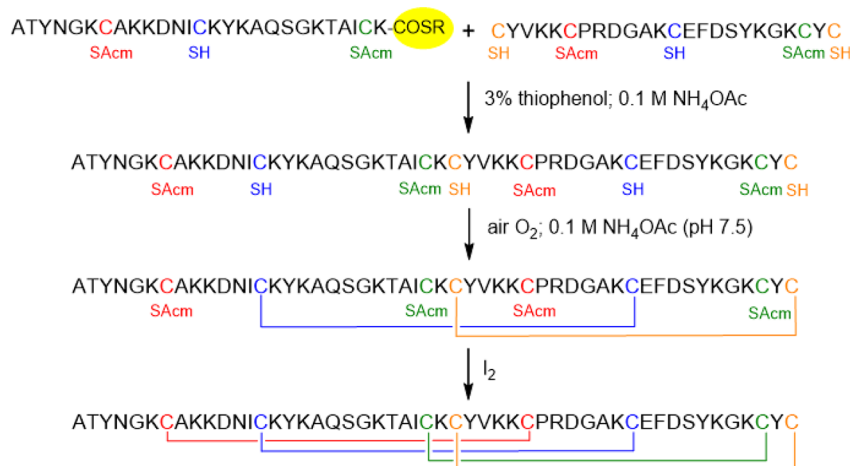 ATYNGKCAKKDNICKYKAQSGKTAICK-COSR + CYVKKCPRDGAKCEFDSYKGKCYC
SAcm SH SAcm SH SAcm SH SAcm SH
3% thiophenol; 0.1 M NH₄OAc
ATYNGKCAKKDNICKYKAQSGKTAICKCYVKKCPRDGAKCEFDSYKGKCYC
SAcm SH SAcm SH SAcm SH SAcm SH
air O₂; 0.1 M NH₄OAc (pH 7.5)
ATYNGKCAKKDNICKYKAQSGKTAICKCYVKKCPRDGAKCEFDSYKGKCYC
SAcm SAcm SAcm SAcm
I₂
ATYNGKCAKKDNICKYKAQSGKTAICKCYVKKCPRDGAKCEFDSYKGKCYC